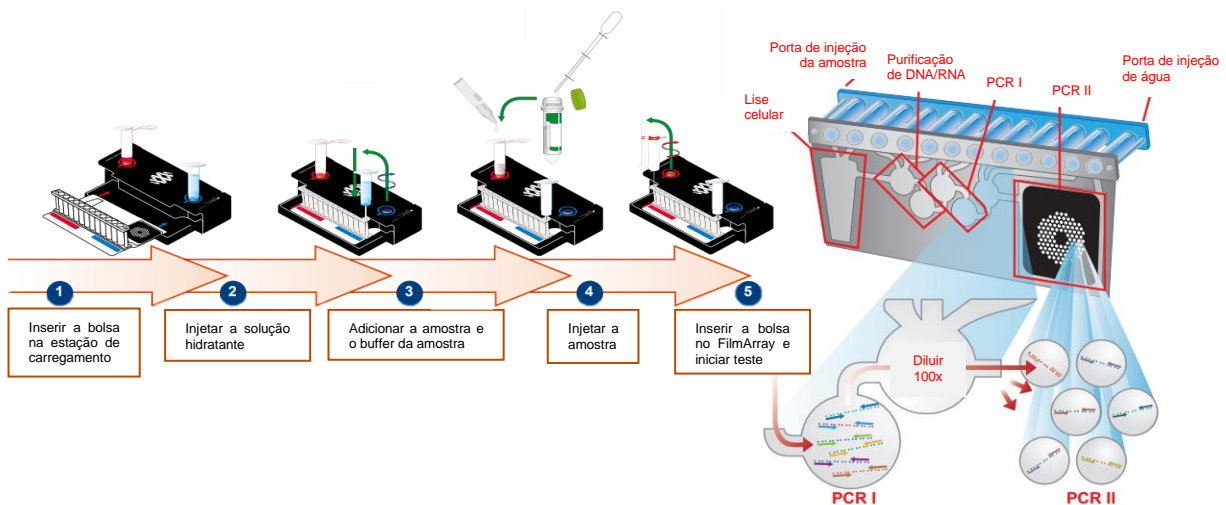 1
Inserir a bolsa
na estação de
carregamento
2
Injetar a solução
hidratante
3
Adicionar a amostra e
o buffer da amostra
4
Injetar a
amostra
5
Inserir a bolsa
no FilmArray e
iniciar teste
Porta de injeção
da amostra
Purificação
de DNA/RNA
PCR I
PCR II
Porta de injeção
de água
Lise
celular
Diluir
100x
PCR I
PCR II